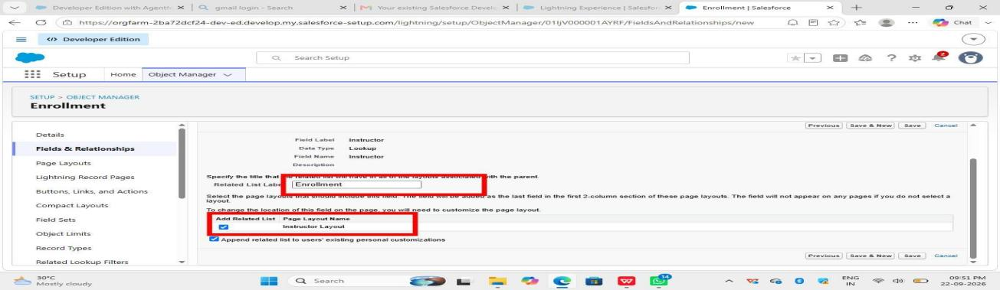 Developer Edition with Agentf
gmail login - Search
Your existing Salesforce Develo
Lightning Experience | Salesfor
Enrollment | Salesforce
https://orgfarm-2ba72dcf24-dev-ed.develop.my.salesforce-setup.com/lightning/setup/ObjectManager/01IjV000001AYRF/FieldsAndRelationships/new
Chat
</> Developer Edition
Search Setup
2
Setup Home Object Manager
SETUP > OBJECT MANAGER
Enrollment
Details
Fields & Relationships
Page Layouts
Lightning Record Pages
Buttons, Links, and Actions
Compact Layouts
Field Sets
Object Limits
Record Types
Related Lookup Filters
Previous Save & New Save Cancel
Field Label Instructor
Data Type Lookup
Field Name Instructor
Description
Specify the title that the related list will have in all of the layouts associated with the parent.
Related List Labe Enrollment
Select the page layouts that should include this field. The field will be added as the last field in the first 2-column section of these page layouts. The field will not appear on any pages if you do not select a
layout.
To change the location of this field on the page, you will need to customize the page layout.
Add Related List Page Layout Name
Instructor Layout
Append related list to users' existing personal customizations
Previous Save & New Save Cancel
30°C
Mostly cloudy
Search
14
ENG
IN
09:51 PM
22-09-2026